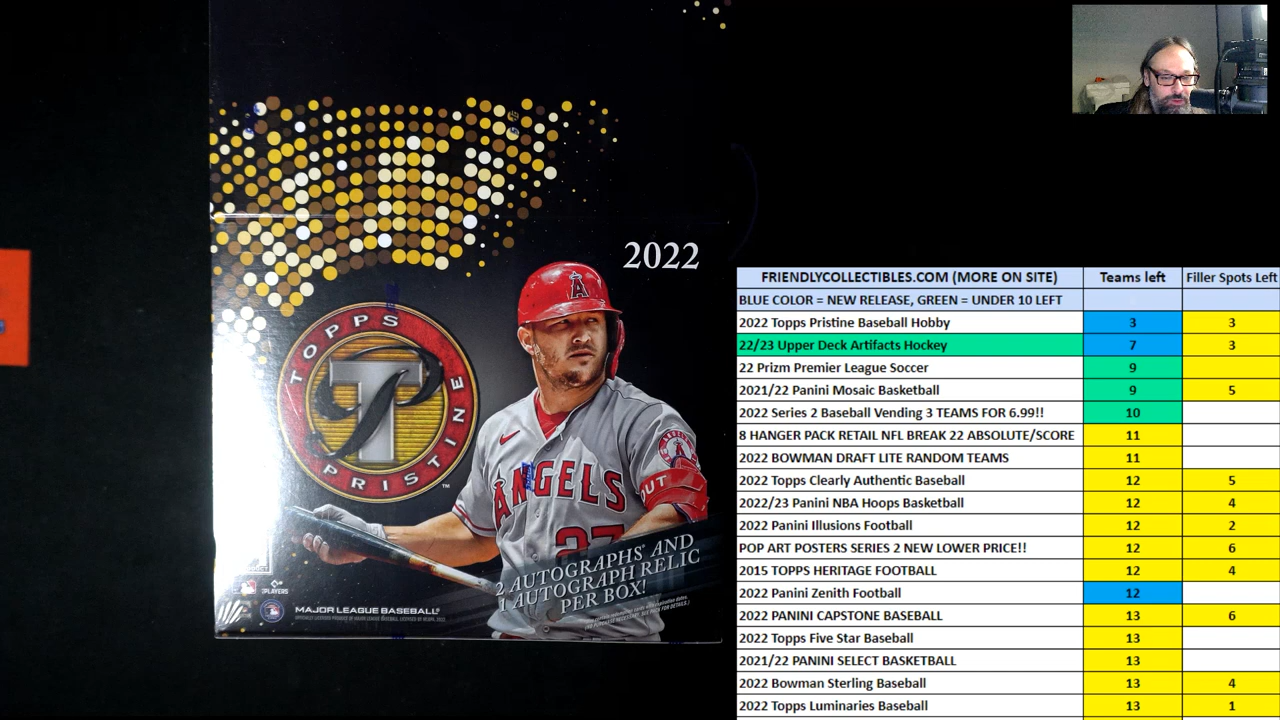 2022
TOPPS
PRISTINE™
TP
A
ANGELS
27
OUT
2 AUTOGRAPHS* AND
1 AUTOGRAPH RELIC
PER BOX!
PLAYERS
MAJOR LEAGUE BASEBALL®
FRIENDLYCOLLECTIBLES.COM (MORE ON SITE) Teams left Filler Spots Left
BLUE COLOR = NEW RELEASE, GREEN = UNDER 10 LEFT
2022 Topps Pristine Baseball Hobby 3 3
22/23 Upper Deck Artifacts Hockey 7 3
22 Prizm Premier League Soccer 9
2021/22 Panini Mosaic Basketball 9 5
2022 Series 2 Baseball Vending 3 TEAMS FOR 6.99!! 10
8 HANGER PACK RETAIL NFL BREAK 22 ABSOLUTE/SCORE 11
2022 BOWMAN DRAFT LITE RANDOM TEAMS 11
2022 Topps Clearly Authentic Baseball 12 5
2022/23 Panini NBA Hoops Basketball 12 4
2022 Panini Illusions Football 12 2
POP ART POSTERS SERIES 2 NEW LOWER PRICE!! 12 6
2015 TOPPS HERITAGE FOOTBALL 12 4
2022 Panini Zenith Football 12
2022 PANINI CAPSTONE BASEBALL 13 6
2022 Topps Five Star Baseball 13
2021/22 PANINI SELECT BASKETBALL 13
2022 Bowman Sterling Baseball 13 4
2022 Topps Luminaries Baseball 13 1